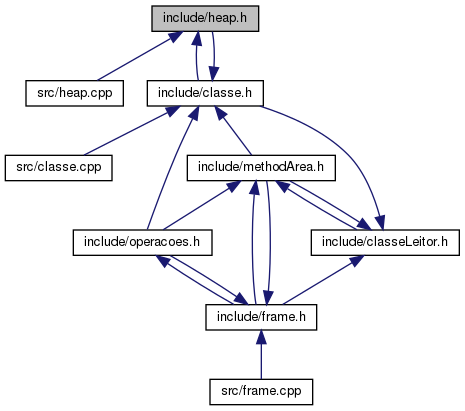 include/heap.h
src/heap.cpp
include/classe.h
src/classe.cpp
include/methodArea.h
include/operacoes.h
include/classeLeitor.h
include/frame.h
src/frame.cpp